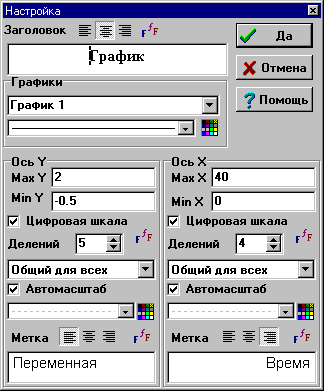 Настройка
Заголовок
F f F
Да
График
Отмена
Графики
График 1
? Помощь
Ось Y
Ось X
Max Y 2
Max X 40
Min Y -0.5
Min X 0
Цифровая шкала
Цифровая шкала
Делений 5 F f F
Делений 4 F f F
Общий для всех
Общий для всех
Автомасштаб
Автомасштаб
Метка F f F
Метка F f F
Переменная
Время